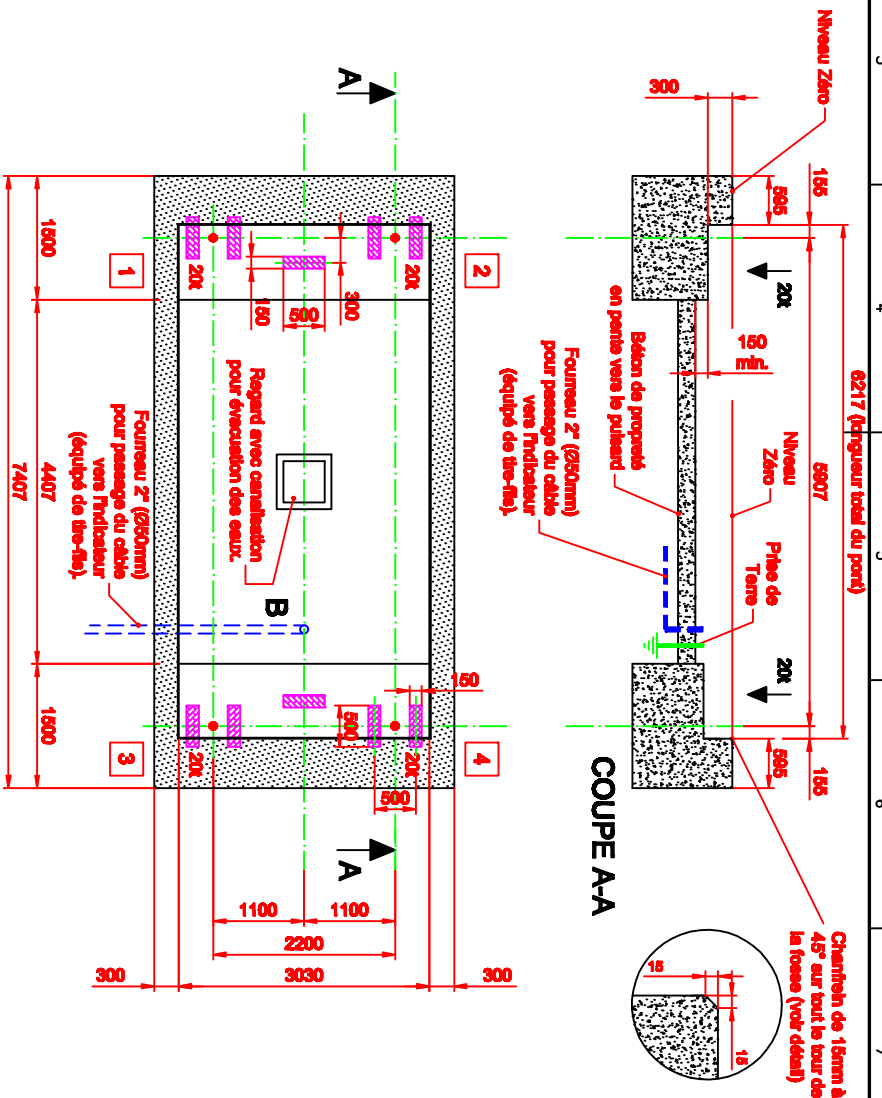 Niveau Zéro
300
155
595
6217 (longueur total du pont)
5907
20t
150
min.
Niveau
Zéro
Prise de
Terre
20t
155
595
Béton de propreté
en pente vers le puisard
Fourreau 2" (Ø50mm)
pour passage du câble
vers l'indicateur
(équipé de tire-fils).
COUPE A-A
Chanfrein de 15mm à
45° sur tout le tour de
la fosse (voir détail)
15
15
A
A
1
2
3
4
20t
20t
20t
20t
300
500
150
Regard avec canalisation
pour évacuation des eaux.
B
Fourreau 2" (Ø50mm)
pour passage du câble
vers l'indicateur
(équipé de tire-fils).
150
500
500
1500
4407
1500
7407
1100
1100
2200
300
3030
300
4